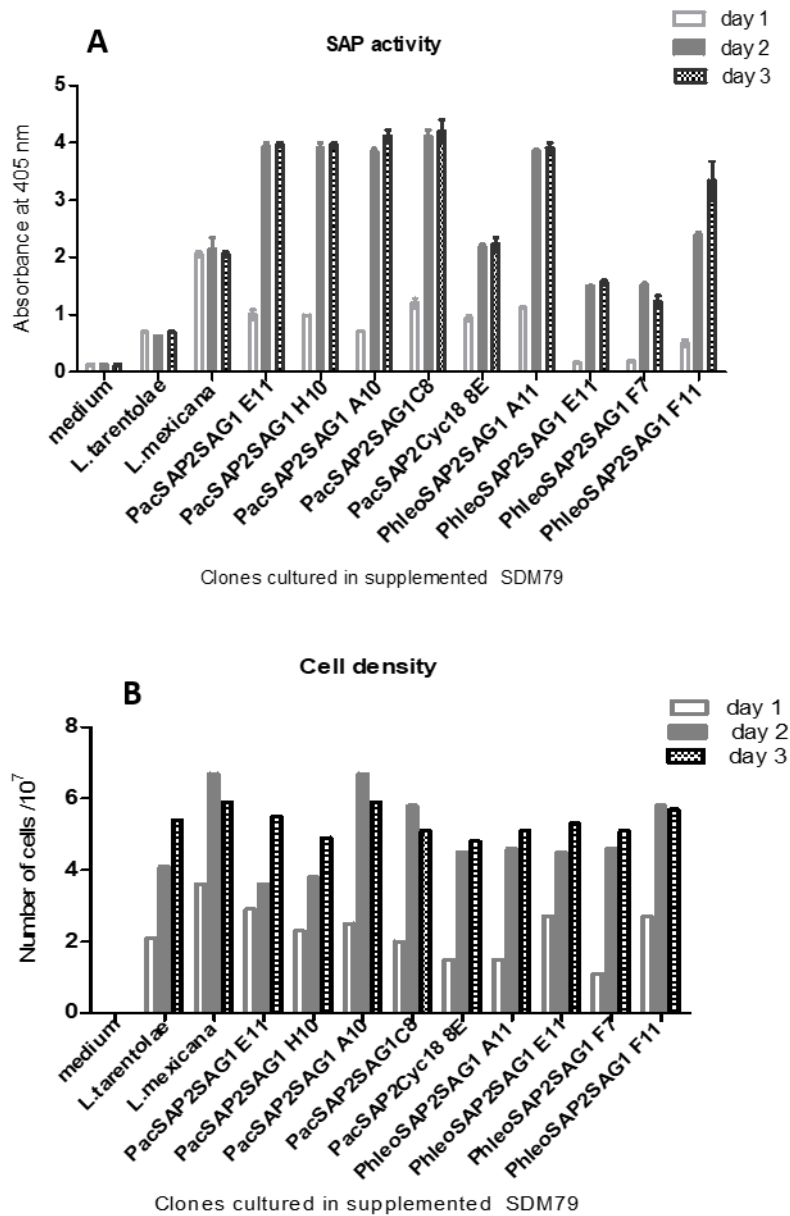 A
SAP activity
day 1
day 2
day 3
Absorbance at 405 nm
5
4
3
2
1
0
medium
L.tarentolae
L.mexicana
PacSAP2SAG1 E11
PacSAP2SAG1 H10
PacSAP2SAG1 A10
PacSAP2SAG1C8
PacSAP2Cyc18 8E
PhleoSAP2SAG1 A11
PhleoSAP2SAG1 E11
PhleoSAP2SAG1 F7
PhleoSAP2SAG1 F11
Clones cultured in supplemented SDM79
Cell density
B
day 1
day 2
day 3
Number of cells /10⁷
8
6
4
2
0
medium
L.tarentolae
L.mexicana
PacSAP2SAG1 E11
PacSAP2SAG1 H10
PacSAP2SAG1 A10
PacSAP2SAG1C8
PacSAP2Cyc18 8E
PhleoSAP2SAG1 A11
PhleoSAP2SAG1 E11
PhleoSAP2SAG1 F7
PhleoSAP2SAG1 F11
Clones cultured in supplemented SDM79